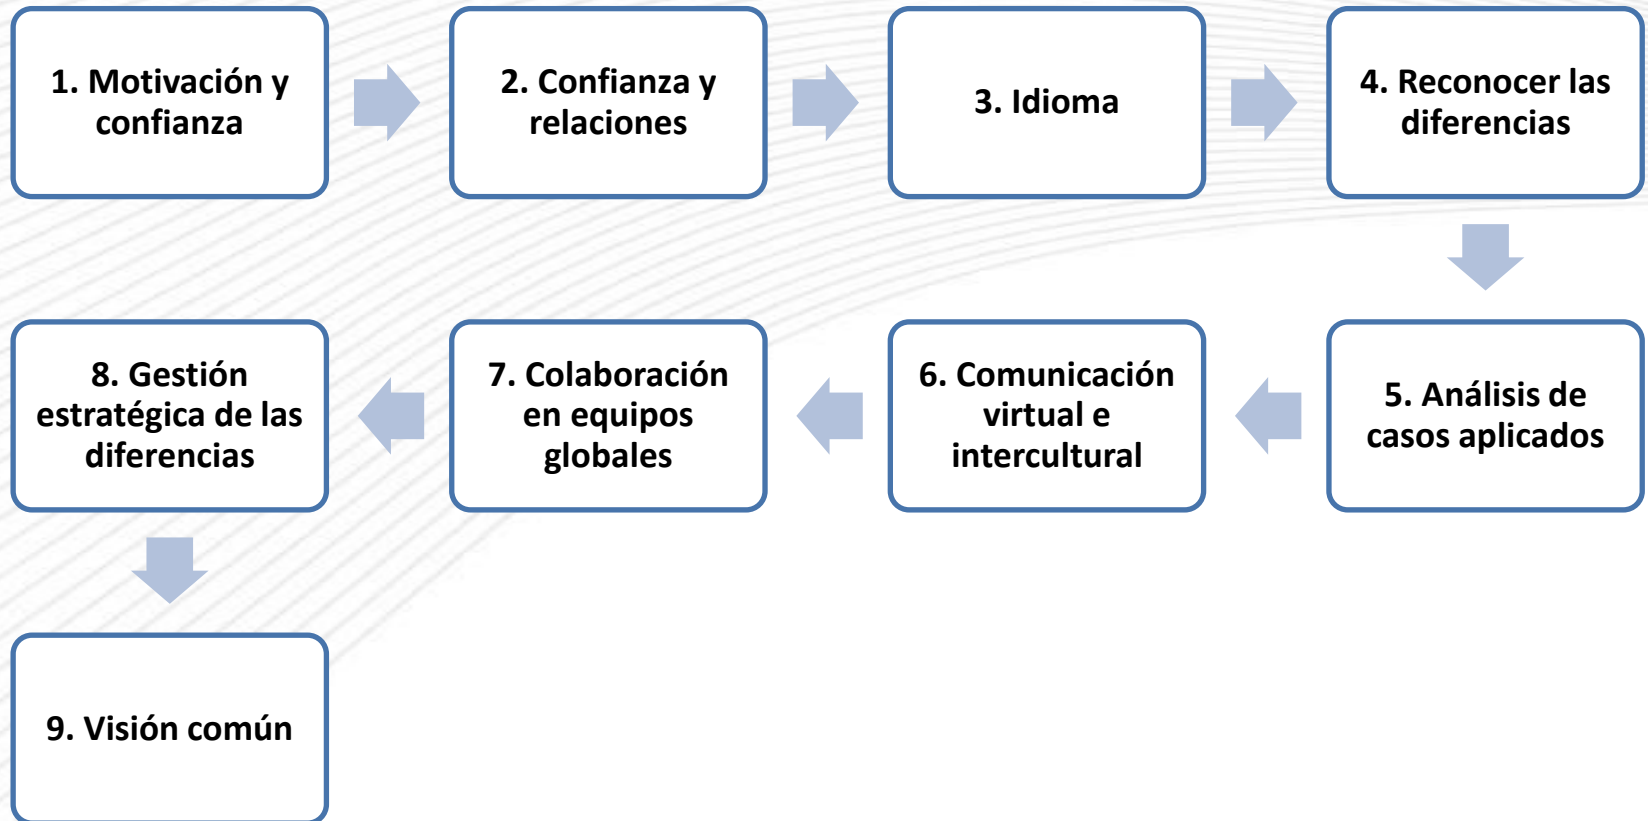 1. Motivación y
confianza
2. Confianza y
relaciones
3. Idioma
4. Reconocer las
diferencias
5. Análisis de
casos aplicados
6. Comunicación
virtual e
intercultural
7. Colaboración
en equipos
globales
8. Gestión
estratégica de las
diferencias
9. Visión común